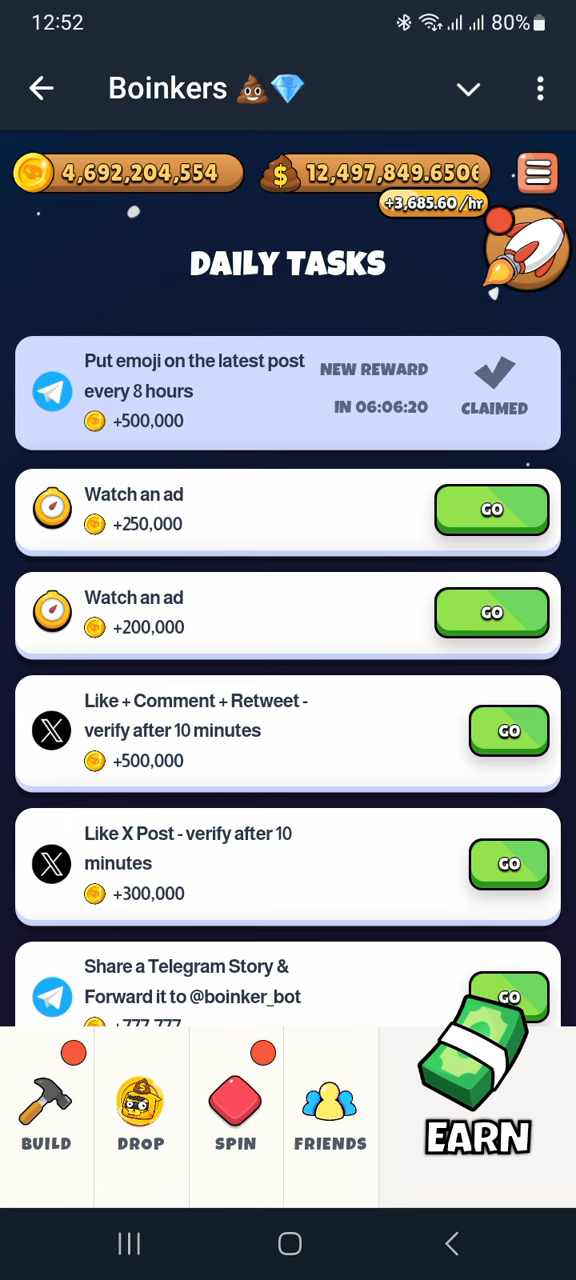 12:52
80%
Boinkers 💩💎
4,692,204,554
12,497,849.650
+3,685.60 /hr
DAILY TASKS
Put emoji on the latest post
every 8 hours
+500,000
NEW REWARD
IN 06:06:20
CLAIMED
Watch an ad
+250,000
GO
Watch an ad
+200,000
GO
Like + Comment + Retweet -
verify after 10 minutes
+500,000
GO
Like X Post - verify after 10
minutes
+300,000
GO
Share a Telegram Story &
Forward it to @boinker_bot
+777,777
GO
BUILD
DROP
SPIN
FRIENDS
EARN